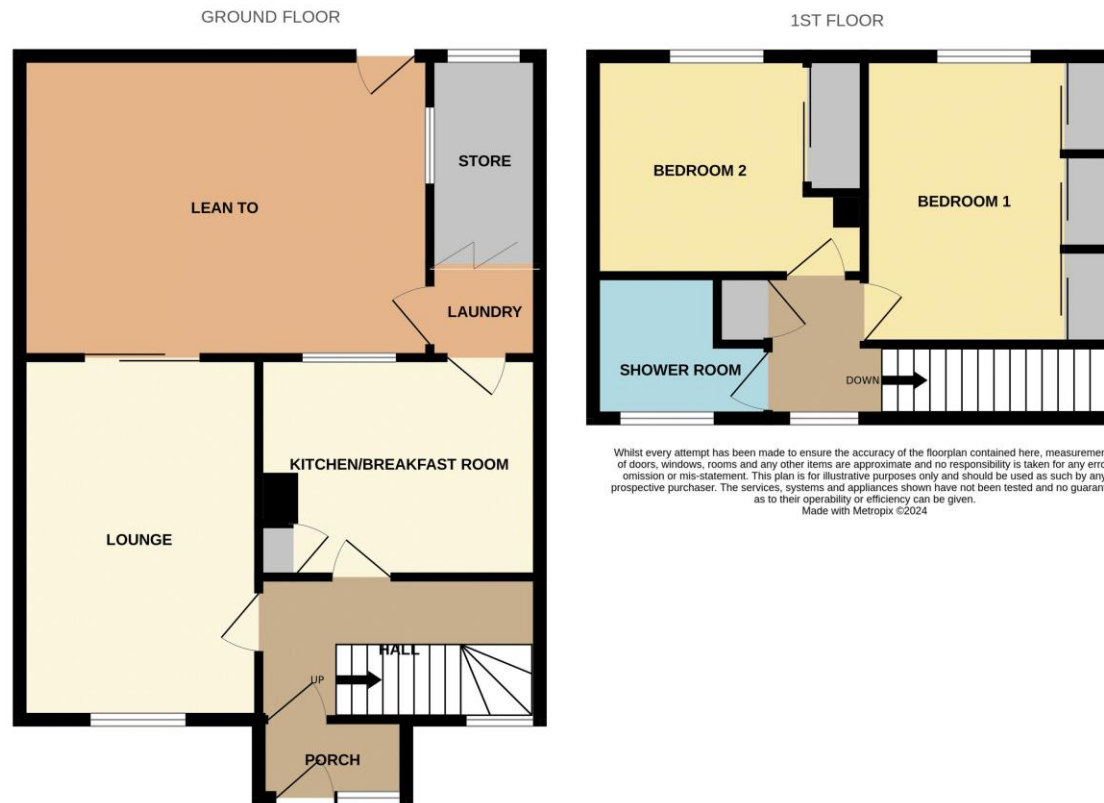 GROUND FLOOR
LEAN TO
STORE
LAUNDRY
KITCHEN/BREAKFAST ROOM
LOUNGE
HALL
UP
PORCH
1ST FLOOR
BEDROOM 2
BEDROOM 1
SHOWER ROOM
DOWN
Whilst every attempt has been made to ensure the accuracy of the floorplan contained here, measuremen
of doors, windows, rooms and any other items are approximate and no responsibility is taken for any erro
omission or mis-statement. This plan is for illustrative purposes only and should be used as such by any
prospective purchaser. The services, systems and appliances shown have not been tested and no guarant
as to their operability or efficiency can be given.
Made with Metropix ©2024